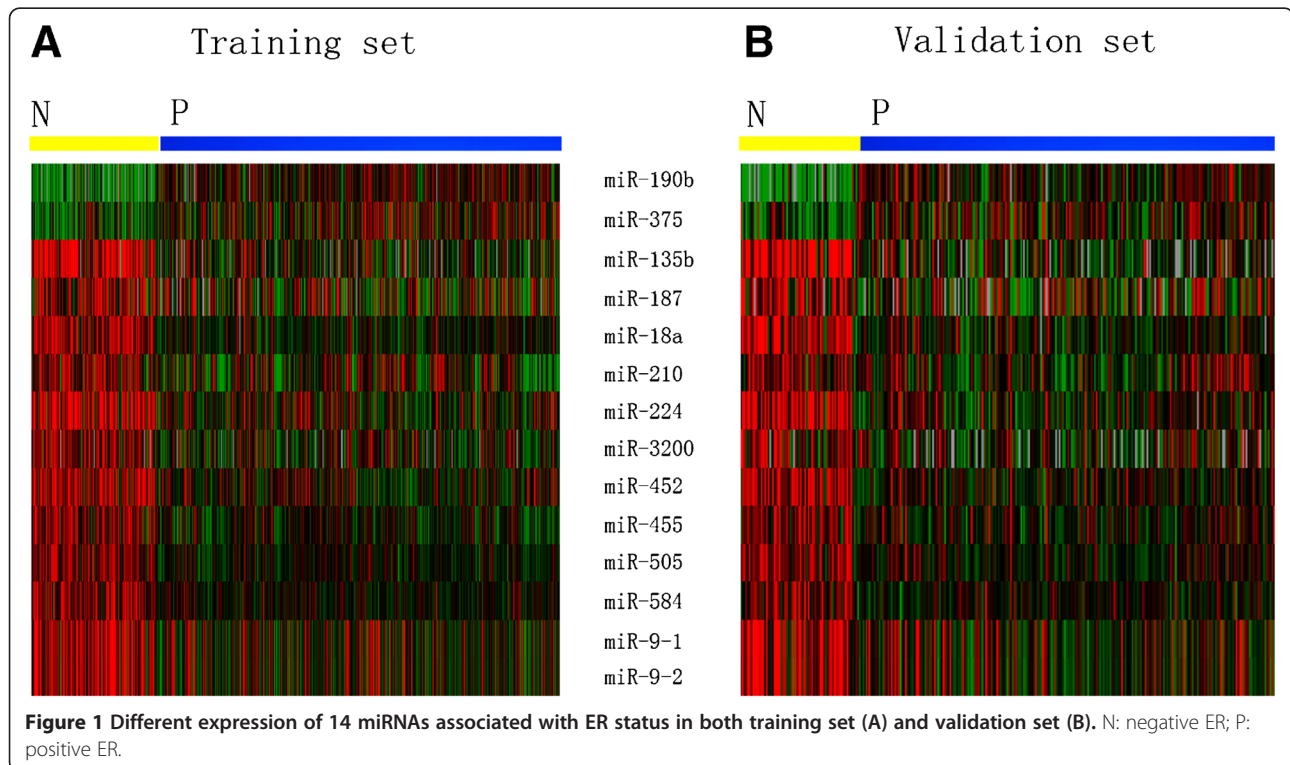 A Training set
B Validation set
N P
N P
miR-190b
miR-375
miR-135b
miR-187
miR-18a
miR-210
miR-224
miR-3200
miR-452
miR-455
miR-505
miR-584
miR-9-1
miR-9-2
Figure 1 Different expression of 14 miRNAs associated with ER status in both training set (A) and validation set (B). N: negative ER; P:
positive ER.